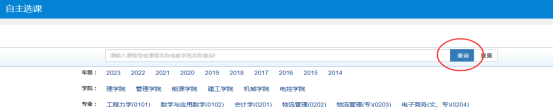 自主选课
请输入课程号或课程名称或教学班名称查询! 查询 重置
年级： 2023 2022 2021 2020 2019 2018 2017 2016 2015 2014
学院： 理学院 管理学院 能源学院 建工学院 机械学院 电控学院
专业： 工程力学(0101) 数学与应用数学(0102) 会计学(0201) 物流管理(0202) 物流管理(专)(0203) 电子商务(文、专)(0204)